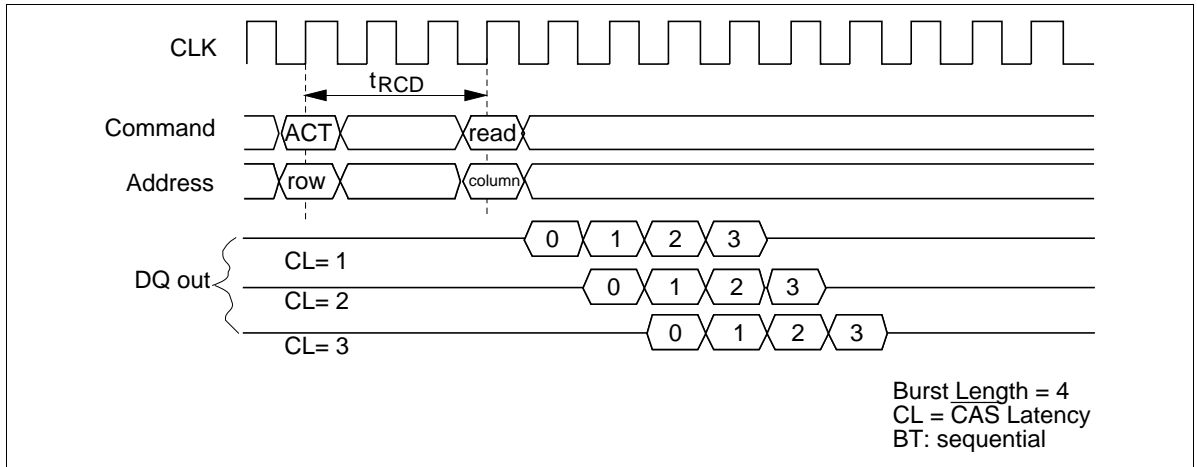 CLK
tRCD
Command ACT read
Address row column
0 1 2 3
CL= 1
DQ out
0 1 2 3
CL= 2
0 1 2 3
CL= 3
Burst Length = 4
CL = CAS Latency
BT: sequential